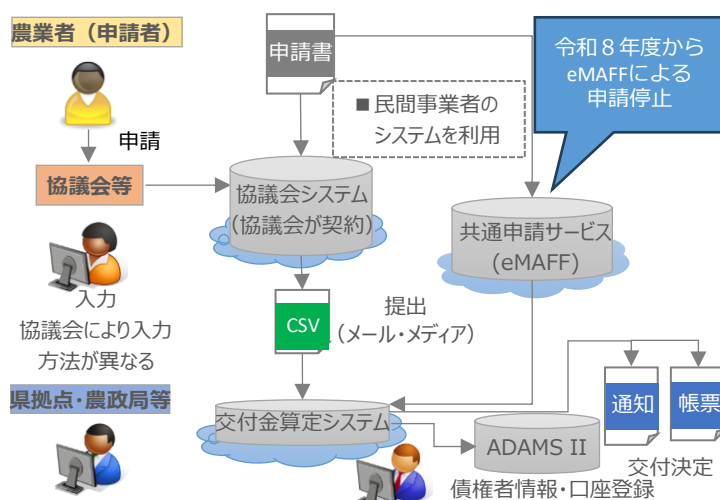 農業者（申請者）
申請
協議会等
入力
協議会により入力
方法が異なる
県拠点・農政局等
申請書
■民間事業者の
システムを利用
令和８年度から
eMAFFによる
申請停止
協議会システム
(協議会が契約)
共通申請サービス
(eMAFF)
CSV
提出
（メール・メディア）
交付金算定システム
ADAMS II
債権者情報・口座登録
通知
帳票
交付決定